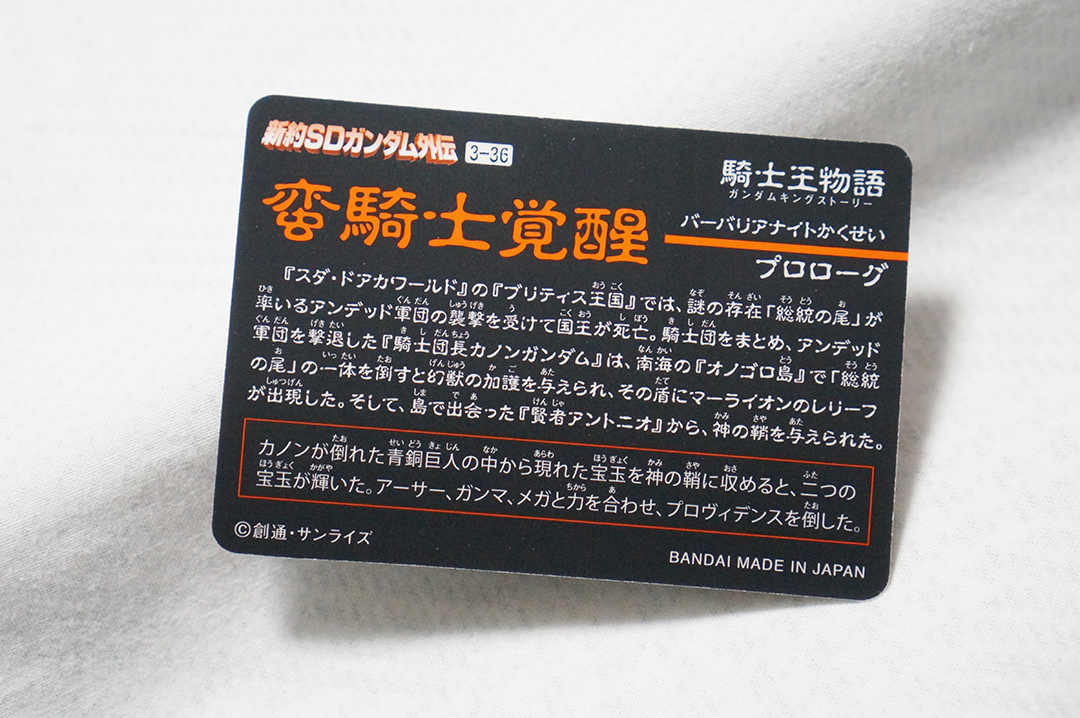 新約SDガンダム外伝 3-36
騎士王物語
ガンダムキングストーリー
蛮騎士覚醒
バーバリアナイトかくせい
プロローグ
『スダ・ドアカワールド』の『ブリティス王国』では、謎の存在「総統の尾」が
率いるアンデッド軍団の襲撃を受けて国王が死亡。騎士団をまとめ、アンデッド
軍団を撃退した『騎士団長カノンガンダム』は、南海の『オノゴロ島』で「総統
の尾」の一体を倒すと幻獣の加護を与えられ、その盾にマーライオンのレリーフ
が出現した。そして、島で出会った『賢者アントニオ』から、神の鞘を与えられた。
カノンが倒れた青銅巨人の中から現れた宝玉を神の鞘に収めると、二つの
宝玉が輝いた。アーサー、ガンマ、メガと力を合わせ、プロヴィデンスを倒した。
©創通・サンライズ
BANDAI MADE IN JAPAN